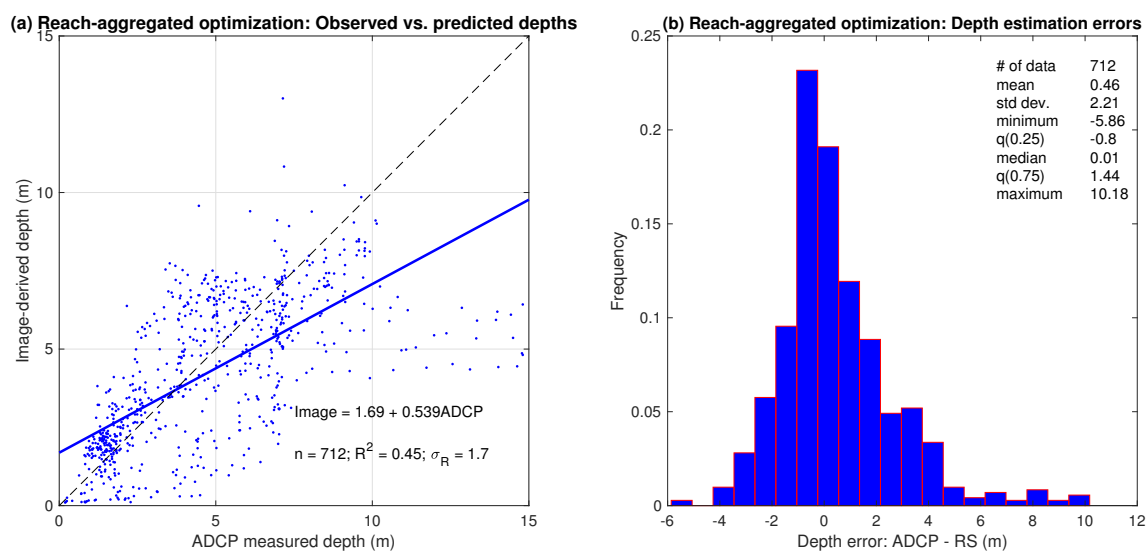 (a) Reach-aggregated optimization: Observed vs. predicted depths
15
10
5
0
Image-derived depth (m)
Image = 1.69 + 0.539ADCP
n = 712; R² = 0.45; σ_R = 1.7
0 5 10 15
ADCP measured depth (m)
(b) Reach-aggregated optimization: Depth estimation errors
0.25
0.2
0.15
0.1
0.05
0
Frequency
# of data 712
mean 0.46
std dev. 2.21
minimum -5.86
q(0.25) -0.8
median 0.01
q(0.75) 1.44
maximum 10.18
-6 -4 -2 0 2 4 6 8 10 12
Depth error: ADCP - RS (m)